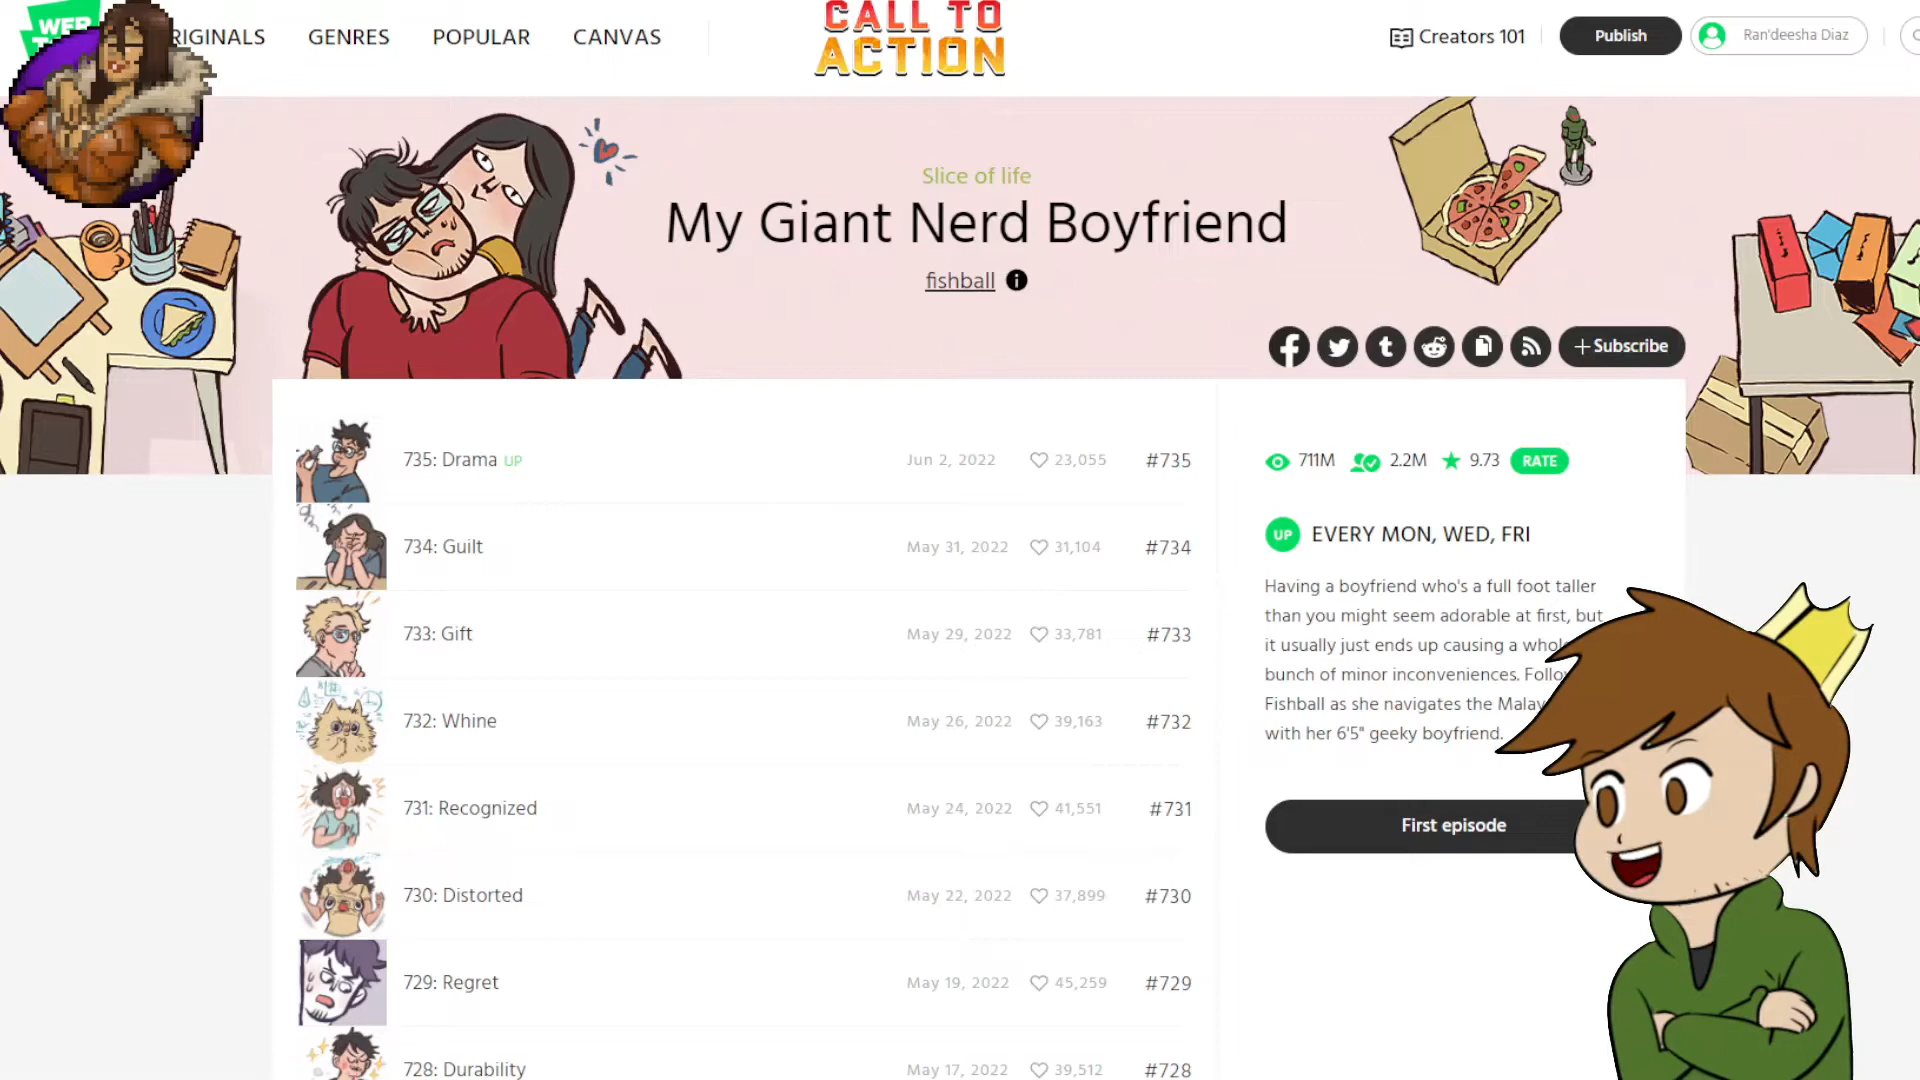 WEB
RIGINALS
GENRES
POPULAR
CANVAS
CALL TO
ACTION
Creators 101
Publish
Ran'deesha Diaz
Slice of life
My Giant Nerd Boyfriend
fishball
Subscribe
735: Drama UP
Jun 2, 2022
23,055
#735
734: Guilt
May 31, 2022
31,104
#734
733: Gift
May 29, 2022
33,781
#733
732: Whine
May 26, 2022
39,163
#732
731: Recognized
May 24, 2022
41,551
#731
730: Distorted
May 22, 2022
37,899
#730
729: Regret
May 19, 2022
45,259
#729
728: Durability
May 17, 2022
39,512
#728
711M
2.2M
9.73
RATE
UP EVERY MON, WED, FRI
Having a boyfriend who's a full foot taller
than you might seem adorable at first, but
it usually just ends up causing a whol
bunch of minor inconveniences. Follo
Fishball as she navigates the Malay
with her 6'5" geeky boyfriend.
First episode